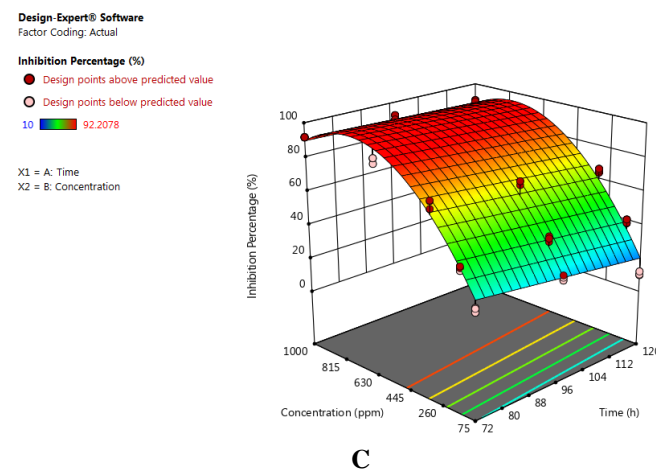 Design-Expert® Software
Factor Coding: Actual
Inhibition Percentage (%)
Design points above predicted value
Design points below predicted value
10 92.2078
X1 = A: Time
X2 = B: Concentration
Inhibition Percentage (%)
100
80
60
40
20
0
1000
815
630
445
260
75
Concentration (ppm)
72
80
88
96
104
112
120
Time (h)
C